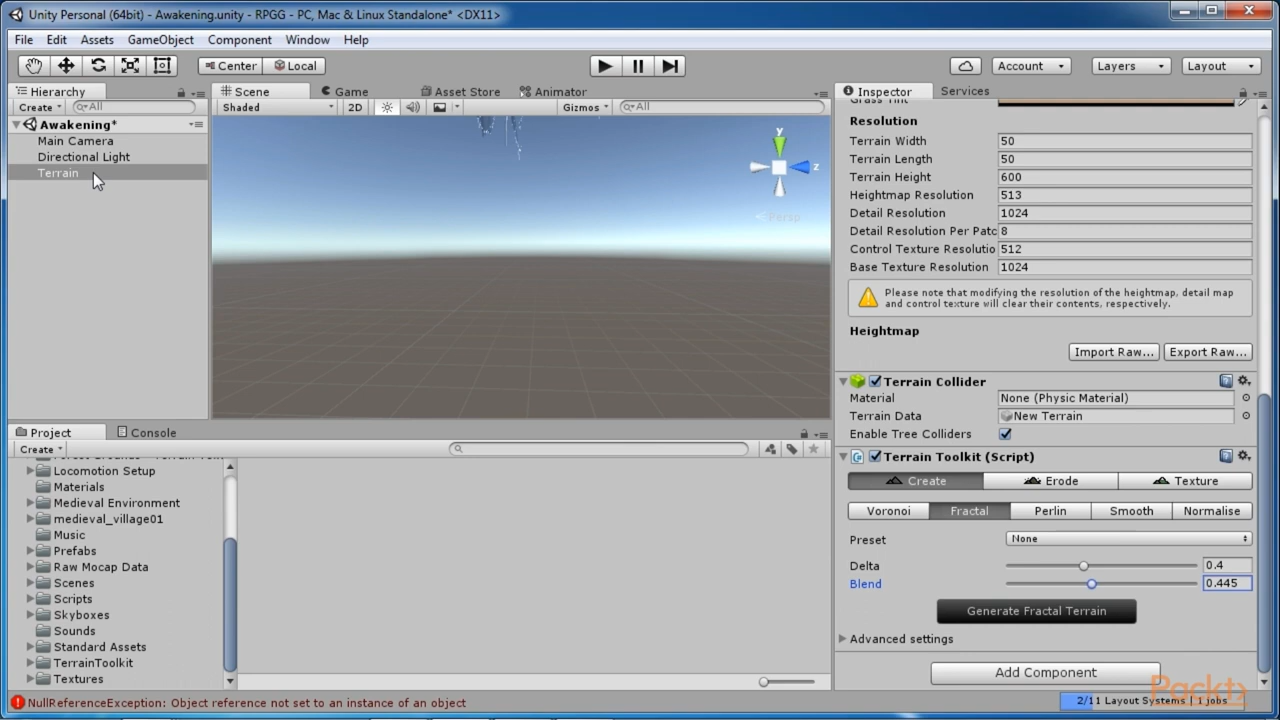 Unity Personal (64bit) - Awakening.unity - RPGG - PC, Mac & Linux Standalone* <DX11>
File Edit Assets GameObject Component Window Help
Center Local Account Layers Layout
Hierarchy
Create All
Awakening*
Main Camera
Directional Light
Terrain
Scene Game Asset Store Animator
Shaded 2D Gizmos All
y
z
Persp
Project Console
Create
Locomotion Setup
Materials
Medieval Environment
medieval_village01
Music
Prefabs
Raw Mocap Data
Scenes
Scripts
Skyboxes
Sounds
Standard Assets
TerrainToolkit
Textures
Inspector Services
Grass Tint
Resolution
Terrain Width 50
Terrain Length 50
Terrain Height 600
Heightmap Resolution 513
Detail Resolution 1024
Detail Resolution Per Patc 8
Control Texture Resolutio 512
Base Texture Resolution 1024
Please note that modifying the resolution of the heightmap, detail map
and control texture will clear their contents, respectively.
Heightmap
Import Raw... Export Raw...
Terrain Collider
Material None (Physic Material)
Terrain Data New Terrain
Enable Tree Colliders
Terrain Toolkit (Script)
Create Erode Texture
Voronoi Fractal Perlin Smooth Normalise
Preset None
Delta 0.4
Blend 0.445
Generate Fractal Terrain
Advanced settings
Add Component
Packt
NullReferenceException: Object reference not set to an instance of an object
2/11 Layout Systems | 1 jobs